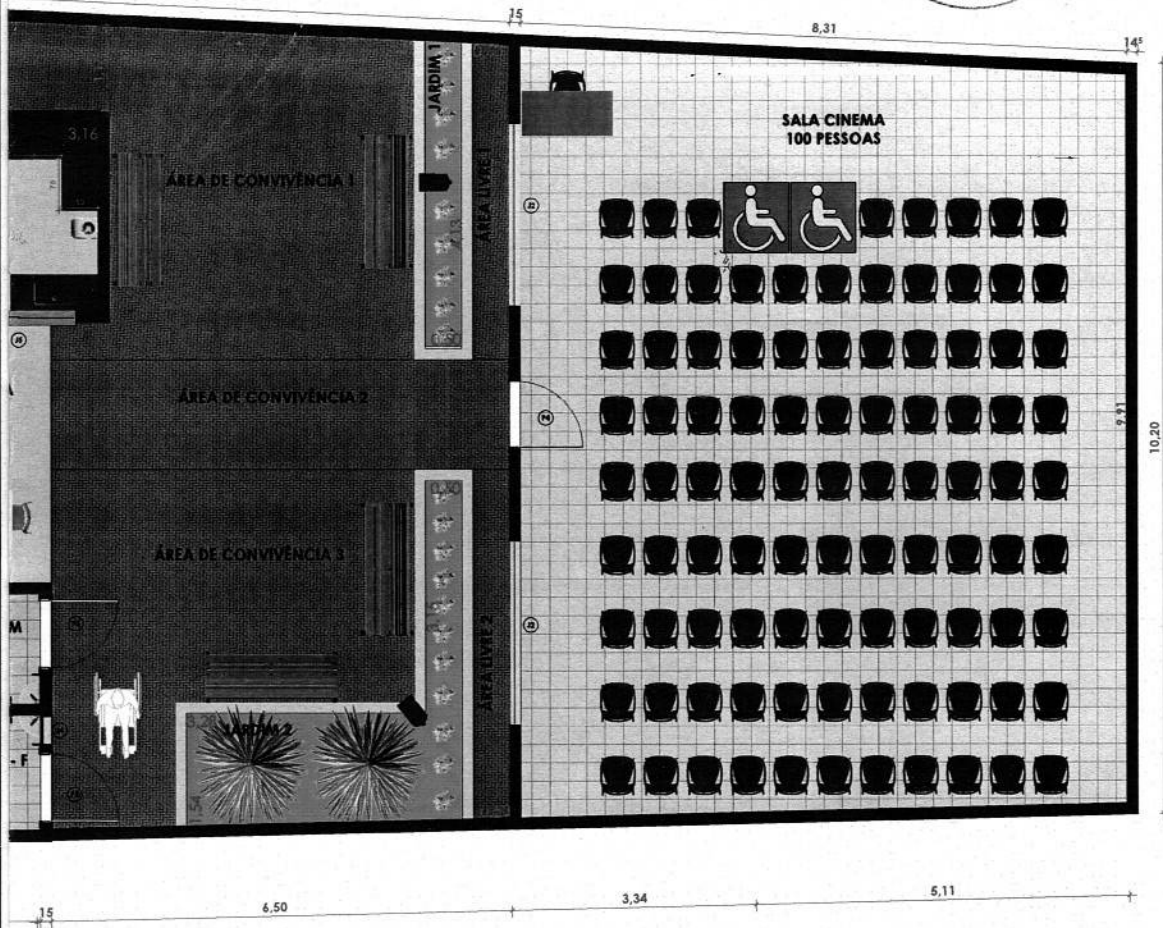 15
8,31
14⁵
JARDIM 1
SALA CINEMA
100 PESSOAS
3,16
ÁREA DE CONVIVÊNCIA 1
ÁREA LIVRE 1
ÁREA DE CONVIVÊNCIA 2
9,91
10,20
ÁREA DE CONVIVÊNCIA 3
ÁREA LIVRE 2
M
JARDIM 2
- F
15
6,50
3,34
5,11